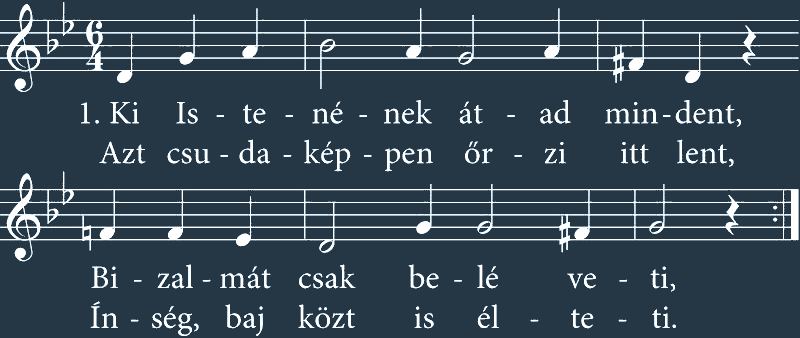 6
4
1. Ki Is - te - né - nek át - ad min-dent,
Azt csu - da - kép - pen őr - zi itt lent,
Bi - zal - mát csak be - lé ve - ti,
Ín - ség, baj közt is él - te - ti.